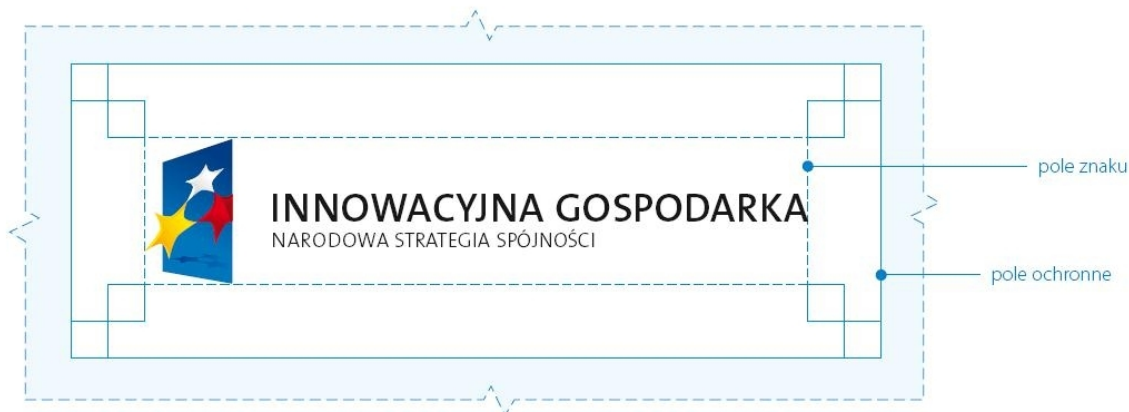 INNOWACYJNA GOSPODARKA
NARODOWA STRATEGIA SPÓJNOŚCI
pole znaku
pole ochronne